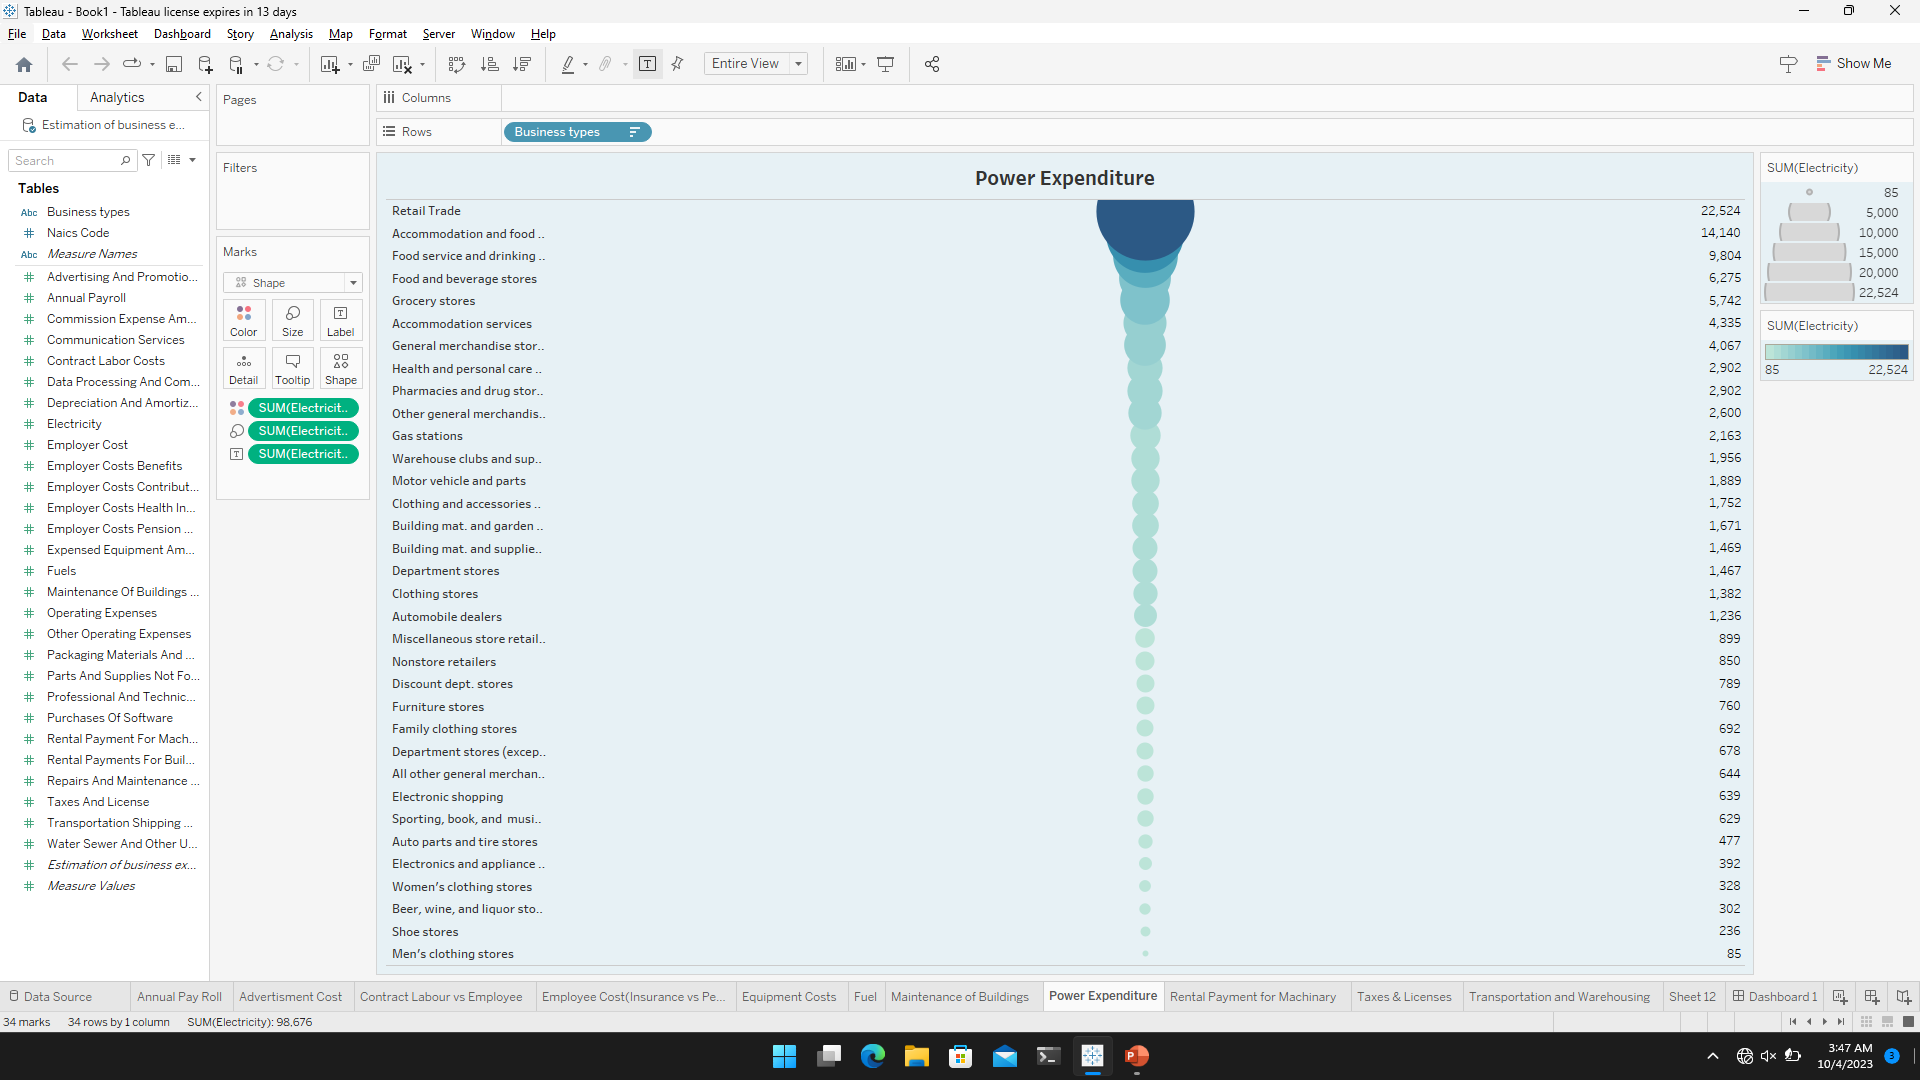 Tableau - Book1 - Tableau license expires in 13 days
File Data Worksheet Dashboard Story Analysis Map Format Server Window Help
Entire View
Show Me
Data Analytics
Estimation of business e...
Search
Tables
Abc Business types
Naics Code
Abc Measure Names
Advertising And Promotio...
Annual Payroll
Commission Expense Am...
Communication Services
Contract Labor Costs
Data Processing And Com...
Depreciation And Amortiz...
Electricity
Employer Cost
Employer Costs Benefits
Employer Costs Contribut...
Employer Costs Health In...
Employer Costs Pension ...
Expensed Equipment Am...
Fuels
Maintenance Of Buildings ...
Operating Expenses
Other Operating Expenses
Packaging Materials And ...
Parts And Supplies Not Fo...
Professional And Technic...
Purchases Of Software
Rental Payment For Mach...
Rental Payments For Buil...
Repairs And Maintenance ...
Taxes And License
Transportation Shipping ...
Water Sewer And Other U...
Estimation of business ex...
Measure Values
Pages
Filters
Marks
Shape
Color Size Label
Detail Tooltip Shape
SUM(Electricit..
SUM(Electricit..
SUM(Electricit..
Columns
Rows Business types
Power Expenditure
Retail Trade 22,524
Accommodation and food .. 14,140
Food service and drinking .. 9,804
Food and beverage stores 6,275
Grocery stores 5,742
Accommodation services 4,335
General merchandise stor.. 4,067
Health and personal care .. 2,902
Pharmacies and drug stor.. 2,902
Other general merchandis.. 2,600
Gas stations 2,163
Warehouse clubs and sup.. 1,956
Motor vehicle and parts 1,889
Clothing and accessories .. 1,752
Building mat. and garden .. 1,671
Building mat. and supplie.. 1,469
Department stores 1,467
Clothing stores 1,382
Automobile dealers 1,236
Miscellaneous store retail.. 899
Nonstore retailers 850
Discount dept. stores 789
Furniture stores 760
Family clothing stores 692
Department stores (excep.. 678
All other general merchan.. 644
Electronic shopping 639
Sporting, book, and musi.. 629
Auto parts and tire stores 477
Electronics and appliance .. 392
Women's clothing stores 328
Beer, wine, and liquor sto.. 302
Shoe stores 236
Men's clothing stores 85
SUM(Electricity)
85
5,000
10,000
15,000
20,000
22,524
SUM(Electricity)
85 22,524
Data Source Annual Pay Roll Advertisment Cost Contract Labour vs Employee Employee Cost(Insurance vs Pe... Equipment Costs Fuel Maintenance of Buildings Power Expenditure Rental Payment for Machinary Taxes & Licenses Transportation and Warehousing Sheet 12 Dashboard 1
34 marks 34 rows by 1 column SUM(Electricity): 98,676
3:47 AM
10/4/2023
3